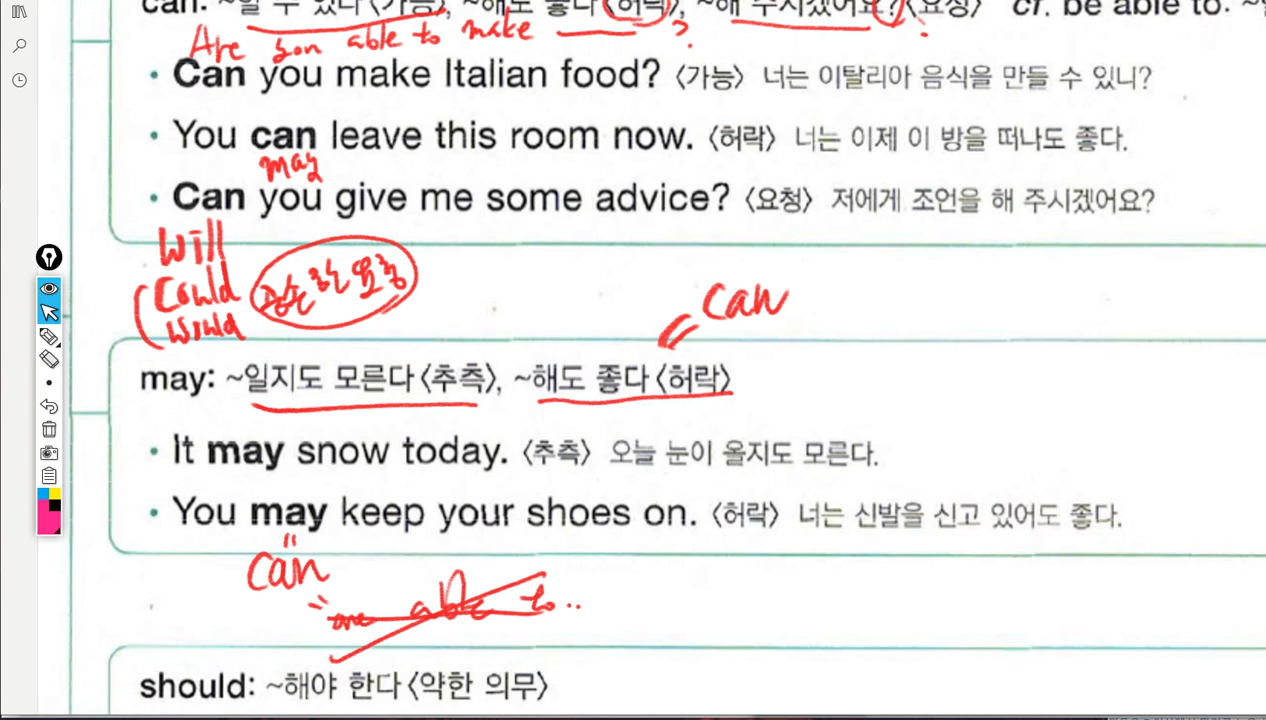 can: ~일 수 있다〈가능〉, ~해도 좋다〈허락〉, ~해 주시겠어요?〈요청〉 cf. be able to:
Are you able to make ?
• Can you make Italian food? 〈가능〉 너는 이탈리아 음식을 만들 수 있니?
• You can leave this room now. 〈허락〉 너는 이제 이 방을 떠나도 좋다.
may
• Can you give me some advice? 〈요청〉 저에게 조언을 해 주시겠어요?
Will
Could 공손한 요청
Would
can
may: ~일지도 모른다〈추측〉, ~해도 좋다〈허락〉
• It may snow today. 〈추측〉 오늘 눈이 올지도 모른다.
• You may keep your shoes on. 〈허락〉 너는 신발을 신고 있어도 좋다.
can
are able to..
should: ~해야 한다〈약한 의무〉